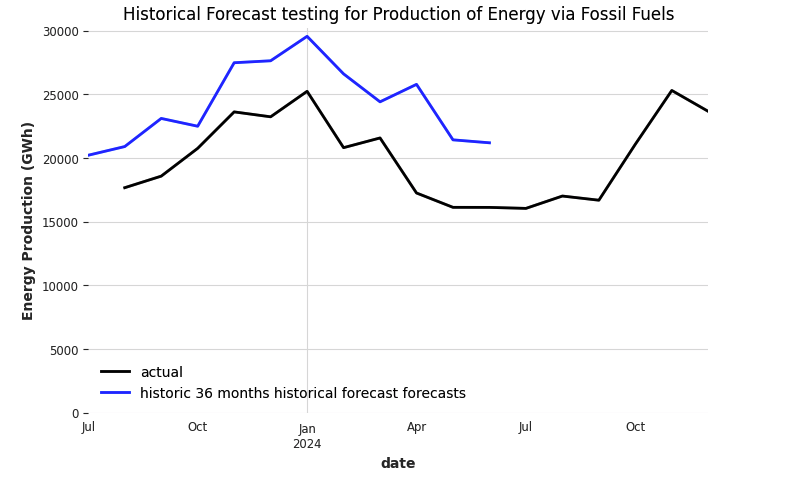 Historical Forecast testing for Production of Energy via Fossil Fuels
30000
25000
20000
15000
10000
5000
0
Energy Production (GWh)
actual
historic 36 months historical forecast forecasts
Jul
Oct
Jan
2024
Apr
Jul
Oct
date